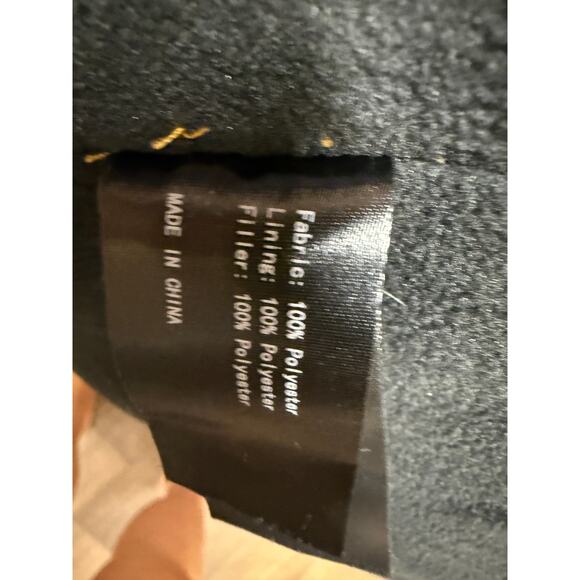 Fabric: 100% Polyester
Lining: 100% Polyester
Filler: 100% Polyester
MADE IN CHINA